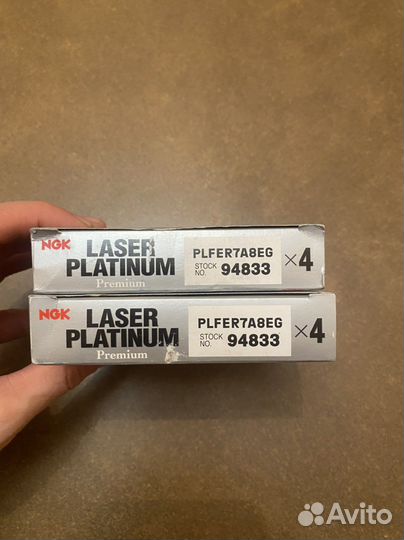 NGK
LASER
PLATINUM
Premium
PLFER7A8EG
STOCK NO. 94833
×4
NGK
LASER
PLATINUM
Premium
PLFER7A8EG
STOCK NO. 94833
×4
Avito